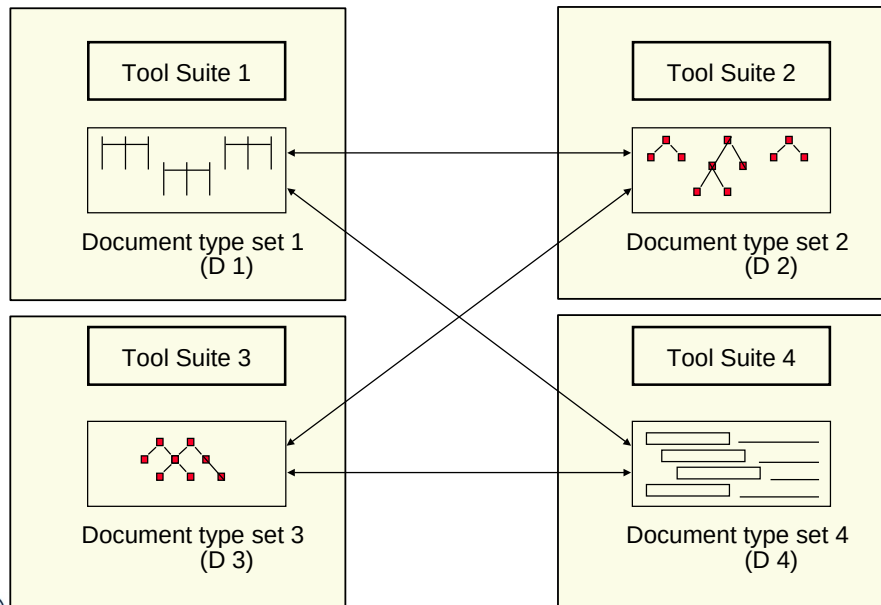 Tool Suite 1
Document type set 1
(D 1)
Tool Suite 2
Document type set 2
(D 2)
Tool Suite 3
Document type set 3
(D 3)
Tool Suite 4
Document type set 4
(D 4)